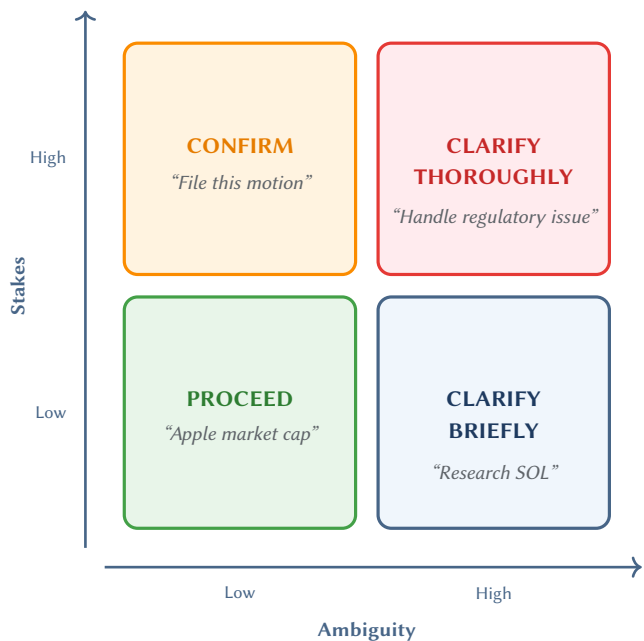 High
CONFIRM
“File this motion”
CLARIFY
THOROUGHLY
“Handle regulatory issue”
Stakes
Low
PROCEED
“Apple market cap”
CLARIFY
BRIEFLY
“Research SOL”
Low
High
Ambiguity